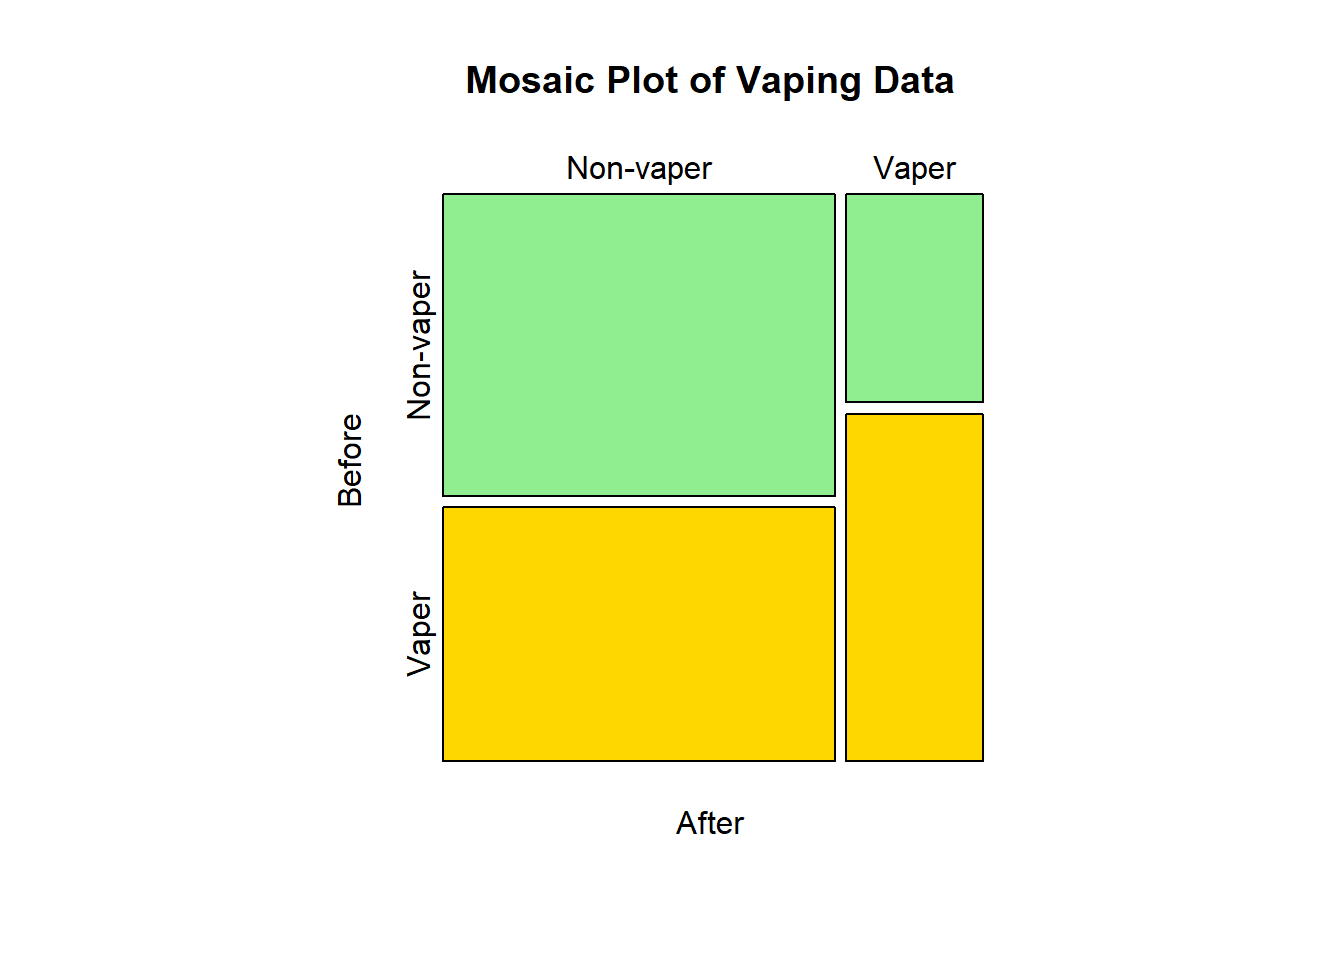 Mosaic Plot of Vaping Data
Non-vaper
Vaper
Non-vaper
Before
Vaper
After